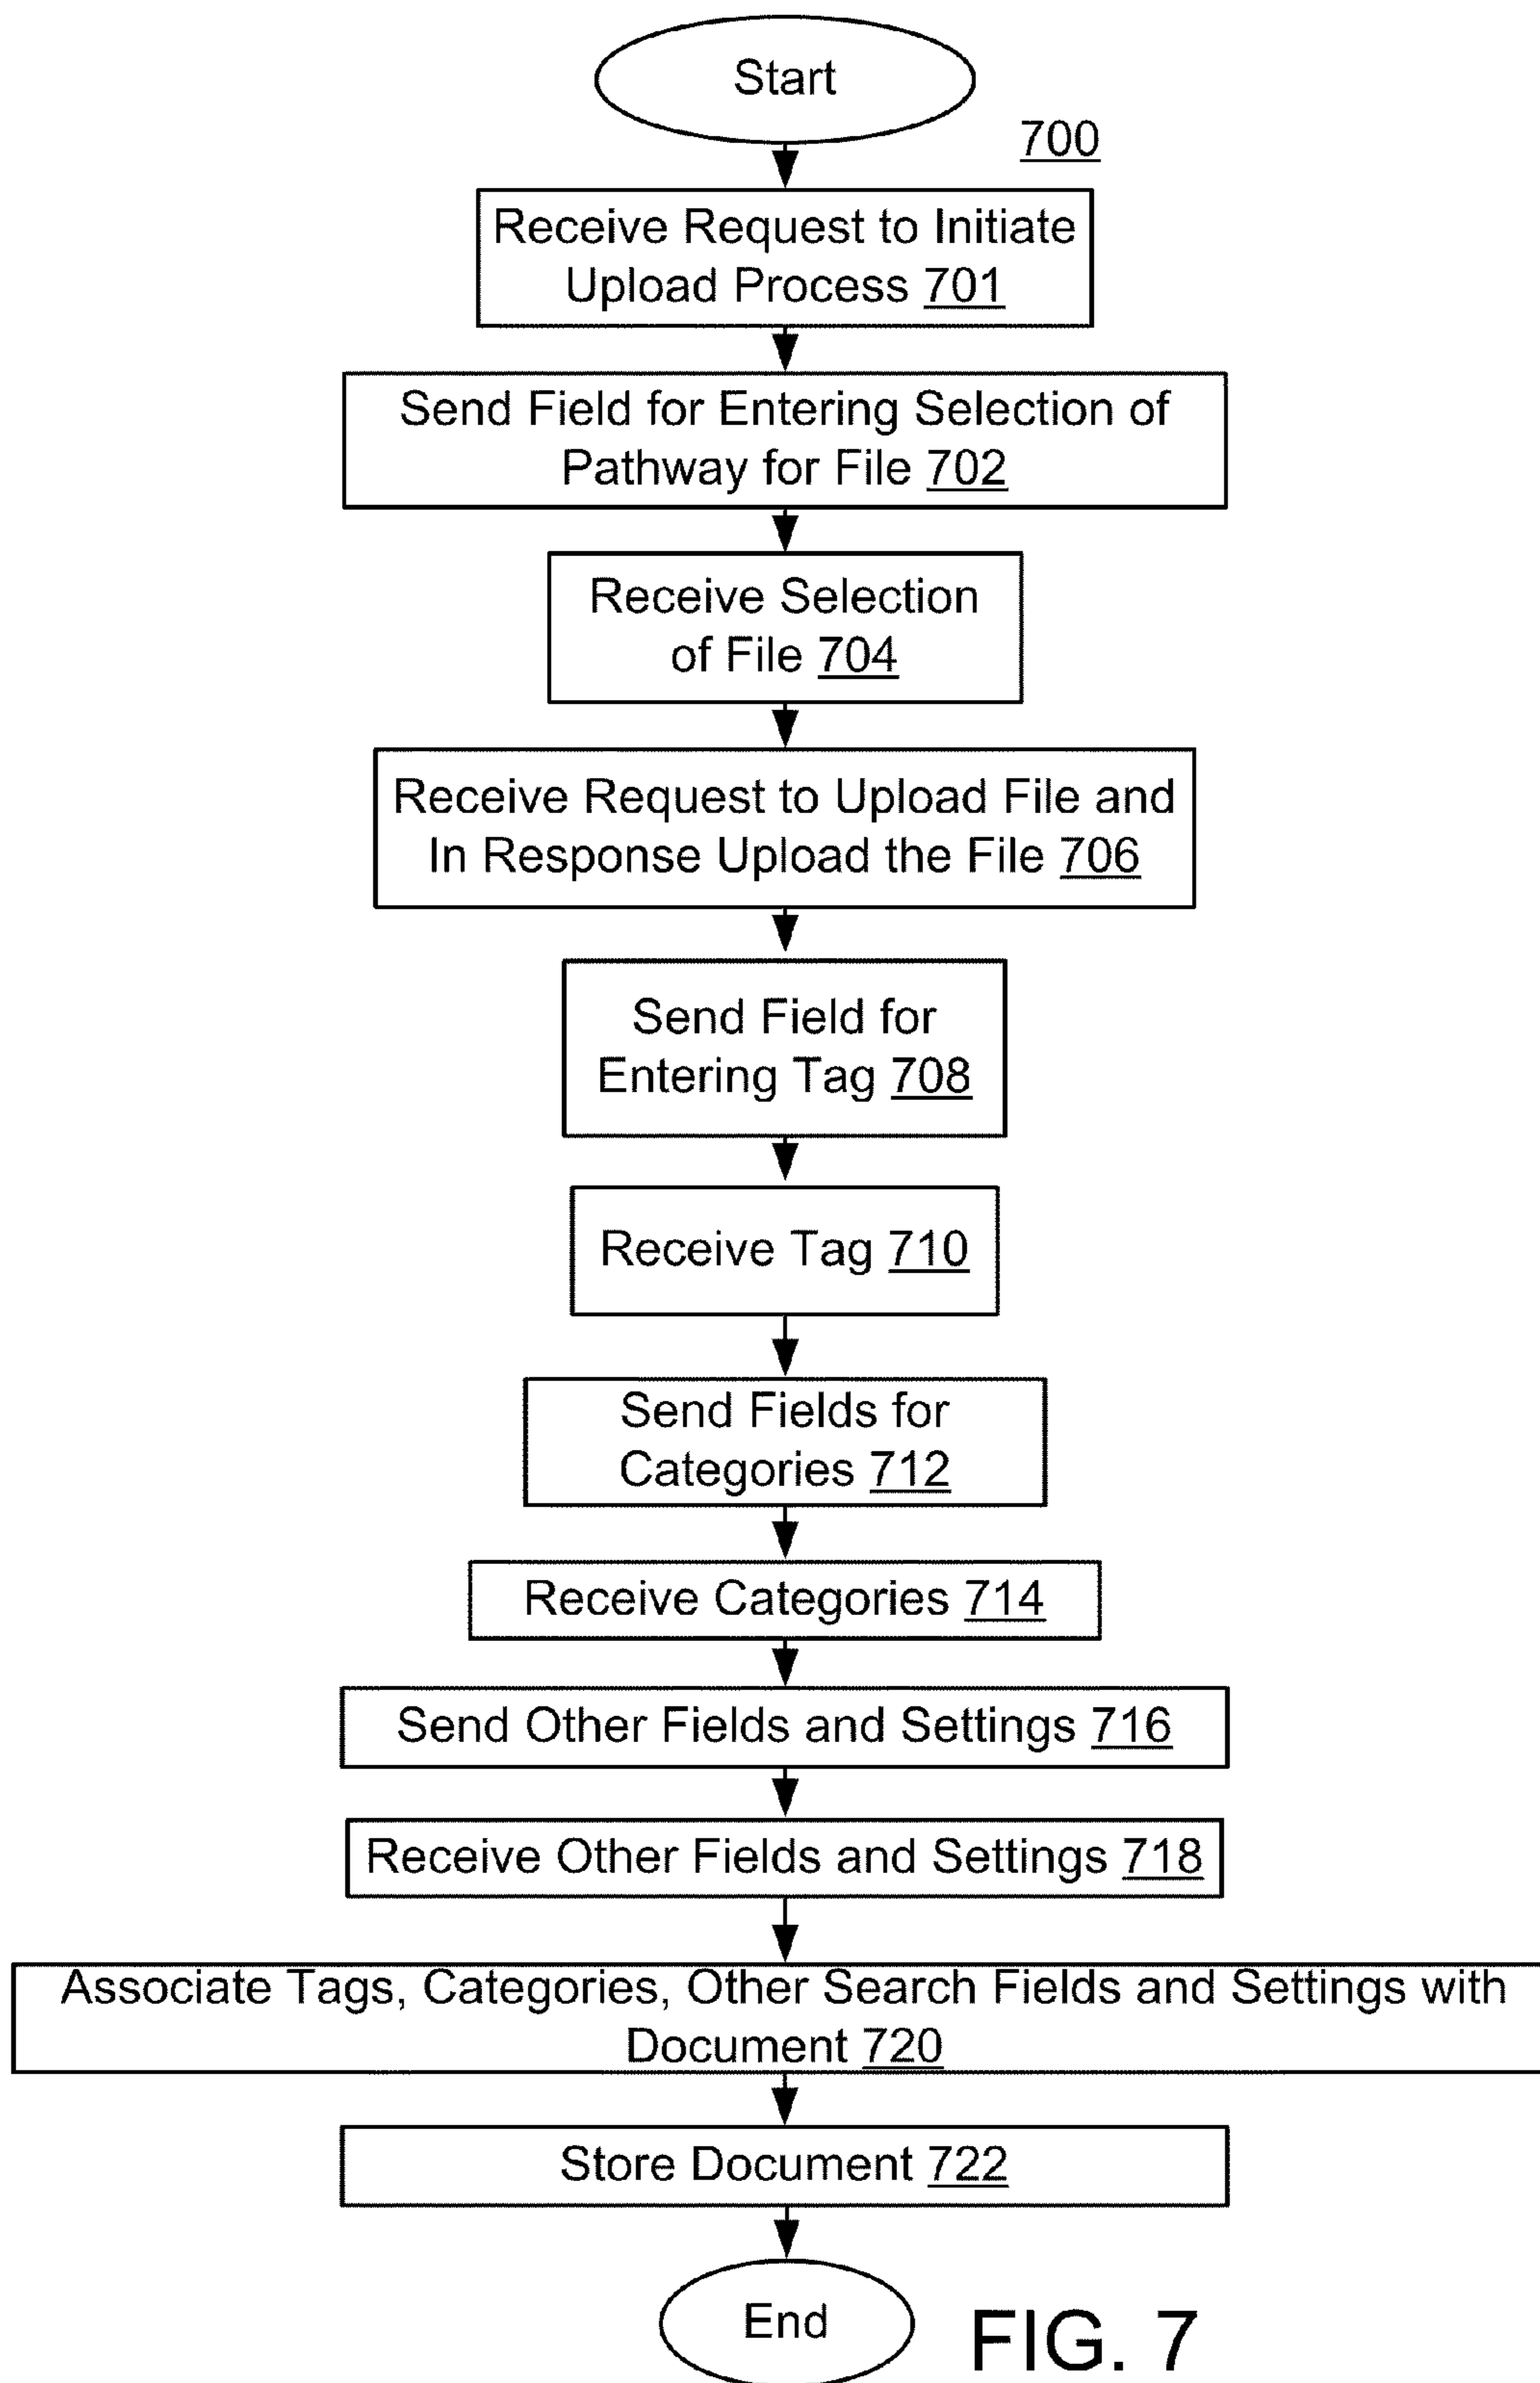 Start
700
Receive Request to Initiate
Upload Process 701
Send Field for Entering Selection of
Pathway for File 702
Receive Selection
of File 704
Receive Request to Upload File and
In Response Upload the File 706
Send Field for
Entering Tag 708
Receive Tag 710
Send Fields for
Categories 712
Receive Categories 714
Send Other Fields and Settings 716
Receive Other Fields and Settings 718
Associate Tags, Categories, Other Search Fields and Settings with
Document 720
Store Document 722
End
FIG. 7